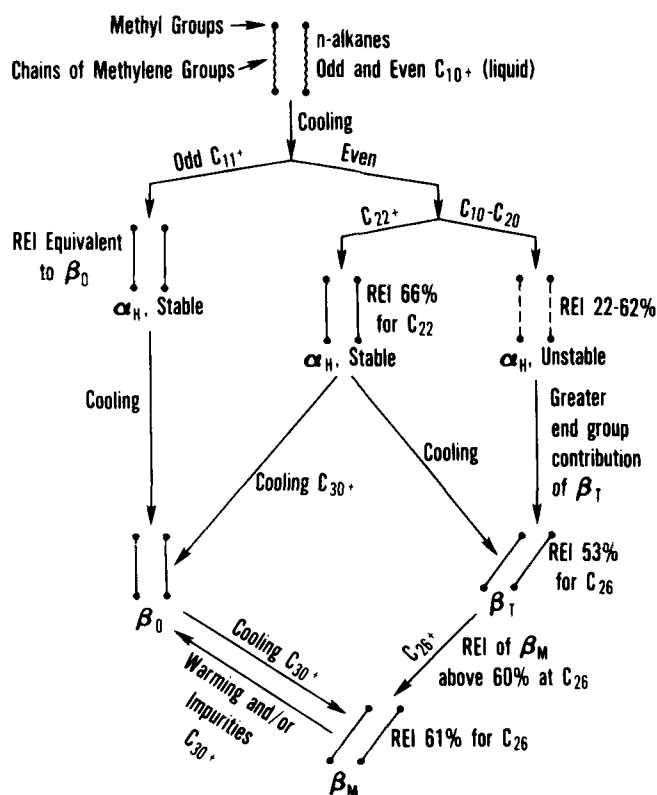 Methyl Groups
n-alkanes
Chains of Methylene Groups
Odd and Even C10+ (liquid)
Cooling
Odd C11+
Even
C22+
C10-C20
REI Equivalent
to β0
αH, Stable
REI 66%
for C22
αH, Stable
REI 22-62%
αH, Unstable
Cooling
Cooling C30+
Cooling
Greater
end group
contribution
of βT
β0
REI 53%
for C26
βT
Cooling C30+
Warming and/or
Impurities
C30+
C26+
REI of βM
above 60% at C26
REI 61% for C26
βM